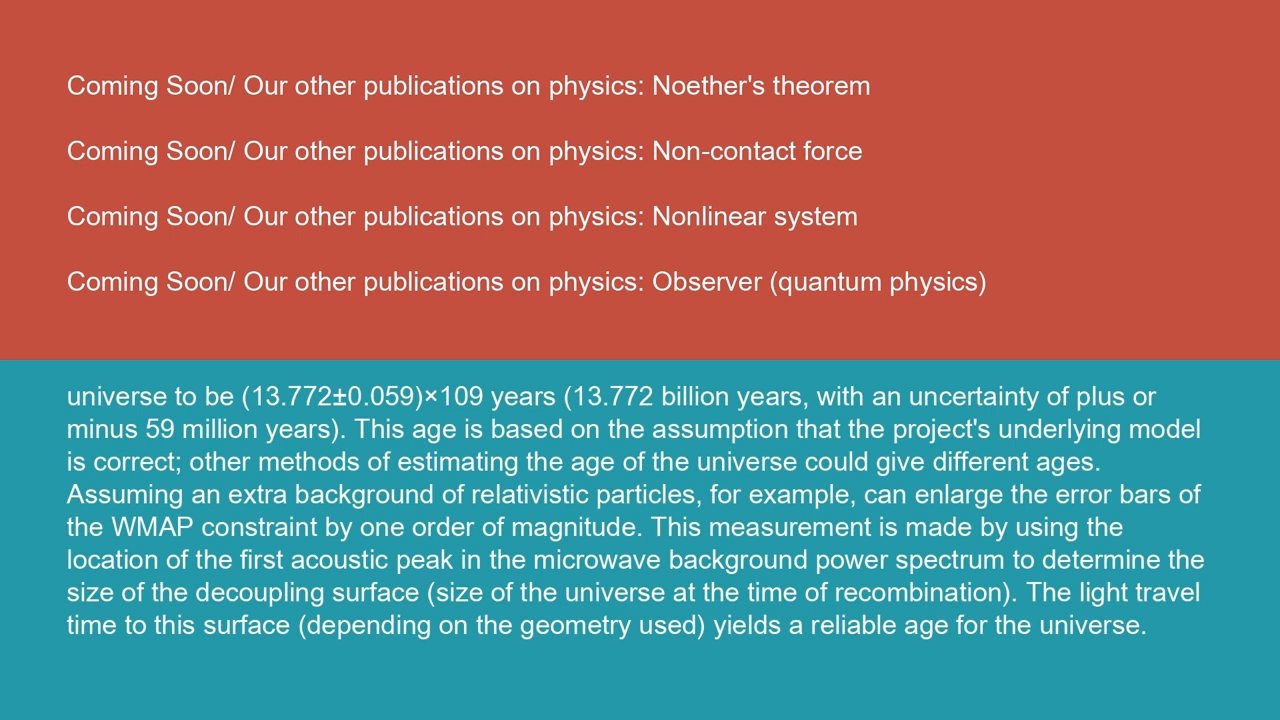 Coming Soon/ Our other publications on physics: Noether's theorem
Coming Soon/ Our other publications on physics: Non-contact force
Coming Soon/ Our other publications on physics: Nonlinear system
Coming Soon/ Our other publications on physics: Observer (quantum physics)
universe to be (13.772±0.059)×109 years (13.772 billion years, with an uncertainty of plus or
minus 59 million years). This age is based on the assumption that the project's underlying model
is correct; other methods of estimating the age of the universe could give different ages.
Assuming an extra background of relativistic particles, for example, can enlarge the error bars of
the WMAP constraint by one order of magnitude. This measurement is made by using the
location of the first acoustic peak in the microwave background power spectrum to determine the
size of the decoupling surface (size of the universe at the time of recombination). The light travel
time to this surface (depending on the geometry used) yields a reliable age for the universe.